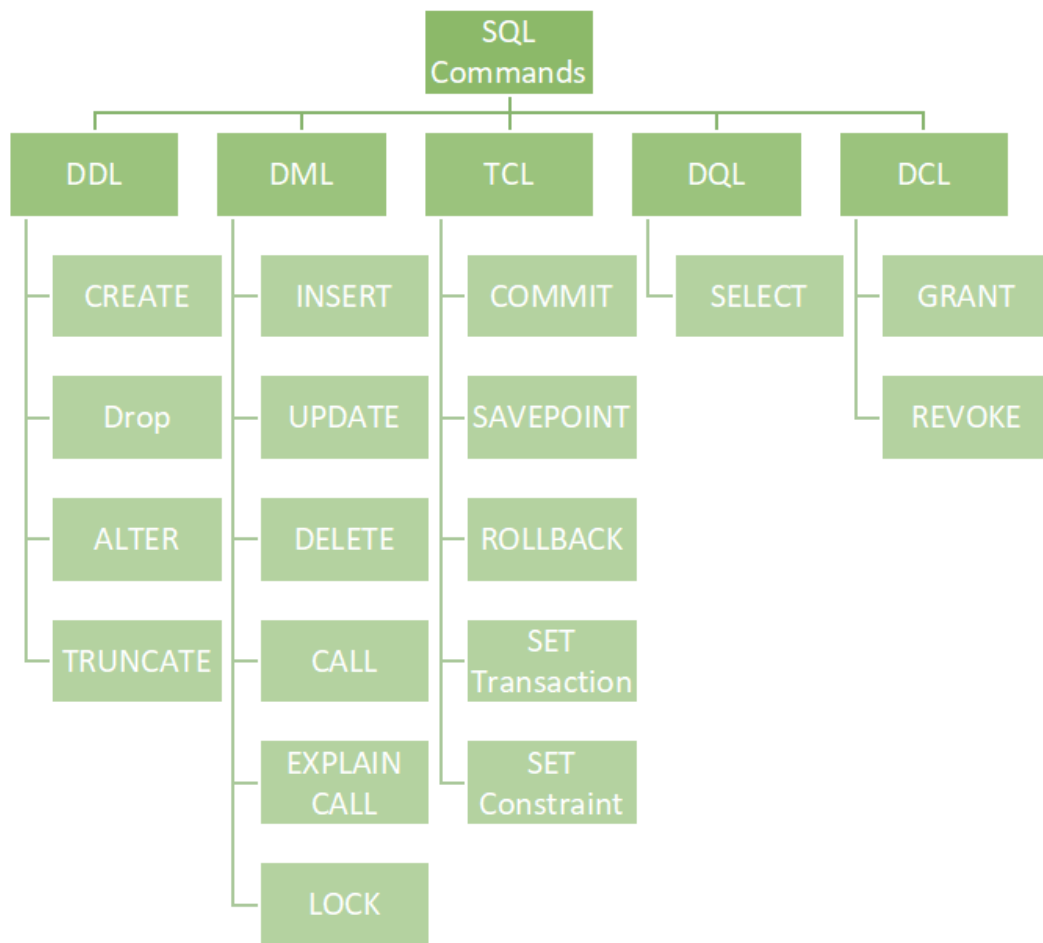 SQL
Commands
DDL
DML
TCL
DQL
DCL
CREATE
INSERT
COMMIT
SELECT
GRANT
Drop
UPDATE
SAVEPOINT
REVOKE
ALTER
DELETE
ROLLBACK
TRUNCATE
CALL
SET
Transaction
EXPLAIN
CALL
SET
Constraint
LOCK